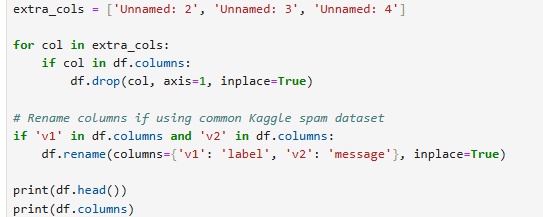 extra_cols = ['Unnamed: 2', 'Unnamed: 3', 'Unnamed: 4']

for col in extra_cols:
    if col in df.columns:
        df.drop(col, axis=1, inplace=True)

# Rename columns if using common Kaggle spam dataset
if 'v1' in df.columns and 'v2' in df.columns:
    df.rename(columns={'v1': 'label', 'v2': 'message'}, inplace=True)

print(df.head())
print(df.columns)